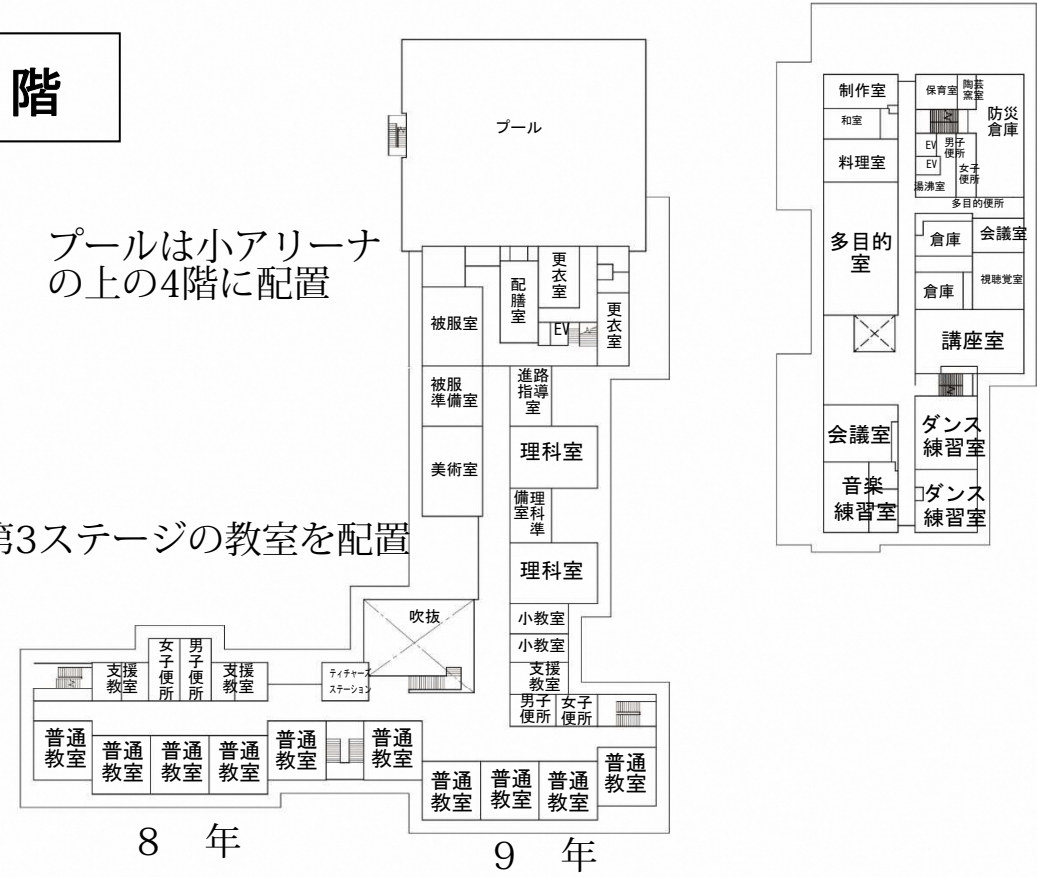 階
プール
プールは小アリーナ
の上の4階に配置
更衣室
配膳室
更衣室
被服室
EV
被服
準備室
進路
指導
室
理科室
美術室
理科準
備室
第3ステージの教室を配置
理科室
吹抜
小教室
小教室
支援
教室
女子便所
男子便所
支援
教室
ティチャーズ
ステーション
支援
教室
男子
便所
女子
便所
普通
教室
普通
教室
普通
教室
普通
教室
普通
教室
普通
教室
普通
教室
普通
教室
普通
教室
普通
教室
8 年
9 年
制作室
保育室
陶芸
窯室
和室
防災
倉庫
料理室
EV
男子
便所
EV
女子
便所
湯沸室
多目的便所
多目的
室
倉庫
会議室
倉庫
視聴覚室
講座室
会議室
ダンス
練習室
音楽
練習室
ダンス
練習室